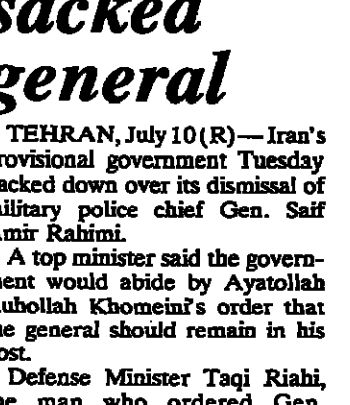 sacked
general
TEHRAN, July 10 (R)— Iran's
rovisional government Tuesday
acked down over its dismissal of
ilitary police chief Gen. Saif
mir Rahimi.
A top minister said the govern-
ent would abide by Ayatollah
uhollah Khomeini's order that
he general should remain in his
ost.
Defense Minister Taqi Riahi,
he man who ordered Gen.